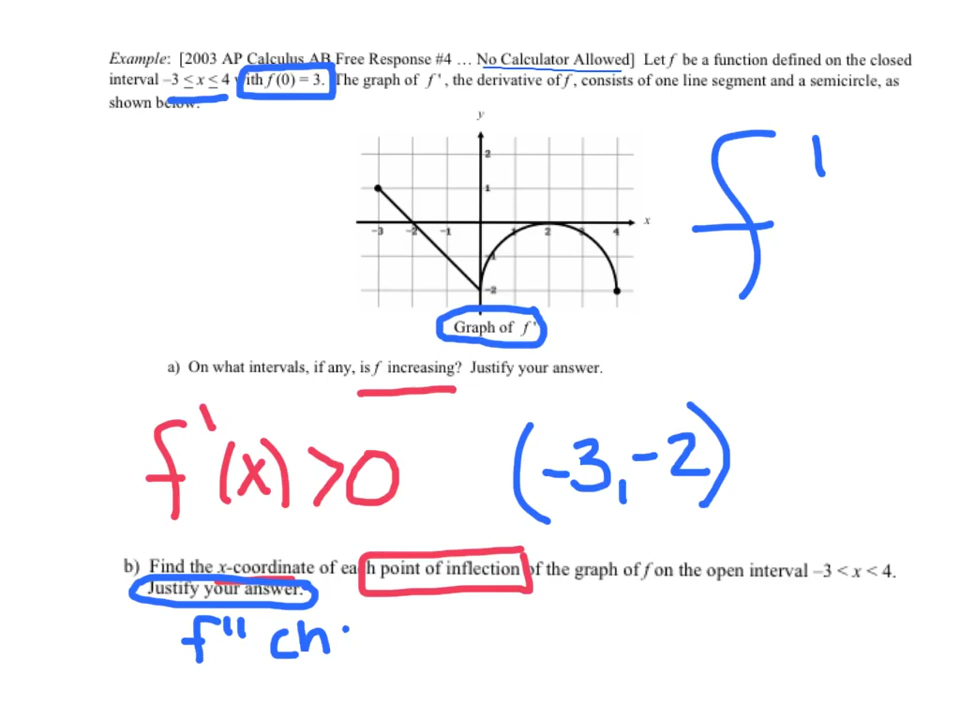 Example: [2003 AP Calculus AB Free Response #4 … No Calculator Allowed] Let f be a function defined on the closed
interval –3 ≤ x ≤ 4 with f (0) = 3. The graph of f ', the derivative of f, consists of one line segment and a semicircle, as
shown below.
y
2
1
x
-3 -2 -1 2 4
-2
f '
Graph of f '
a) On what intervals, if any, is f increasing? Justify your answer.
f'(x) >0 (-3,-2)
b) Find the x-coordinate of each point of inflection of the graph of f on the open interval –3 < x < 4.
Justify your answer.
f" ch